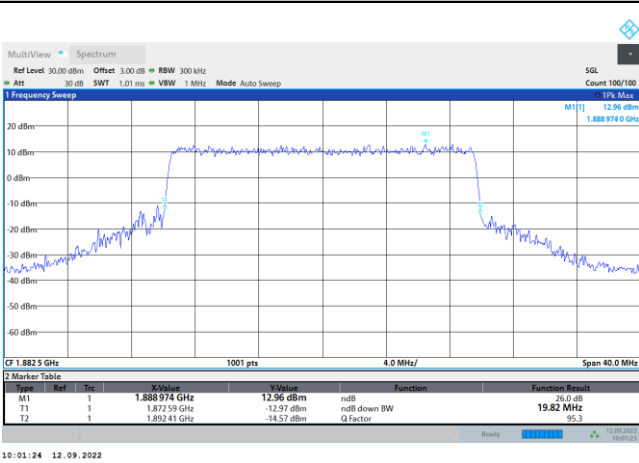 MultiView Spectrum
Ref Level 30.00 dBm Offset 3.00 dB RBW 300 kHz SGL
Att 30 dB SWT 1.01 ms VBW 1 MHz Mode Auto Sweep Count 100/100
1 Frequency Sweep 1Pk Max
M1[1] 12.96 dBm
1.888 974 0 GHz
M1
20 dBm
10 dBm
0 dBm
-10 dBm
-20 dBm
-30 dBm
-40 dBm
-50 dBm
-60 dBm
CF 1.882 5 GHz 1001 pts 4.0 MHz/ Span 40.0 MHz
2 Marker Table
Type Ref Trc X-Value Y-Value Function Function Result
M1 1 1.888 974 GHz 12.96 dBm ndB 26.0 dB
T1 1 1.872 59 GHz -12.97 dBm ndB down BW 19.82 MHz
T2 1 1.892 41 GHz -14.57 dBm Q Factor 95.3
Ready 12.09.2022
10:01:23
10:01:24 12.09.2022